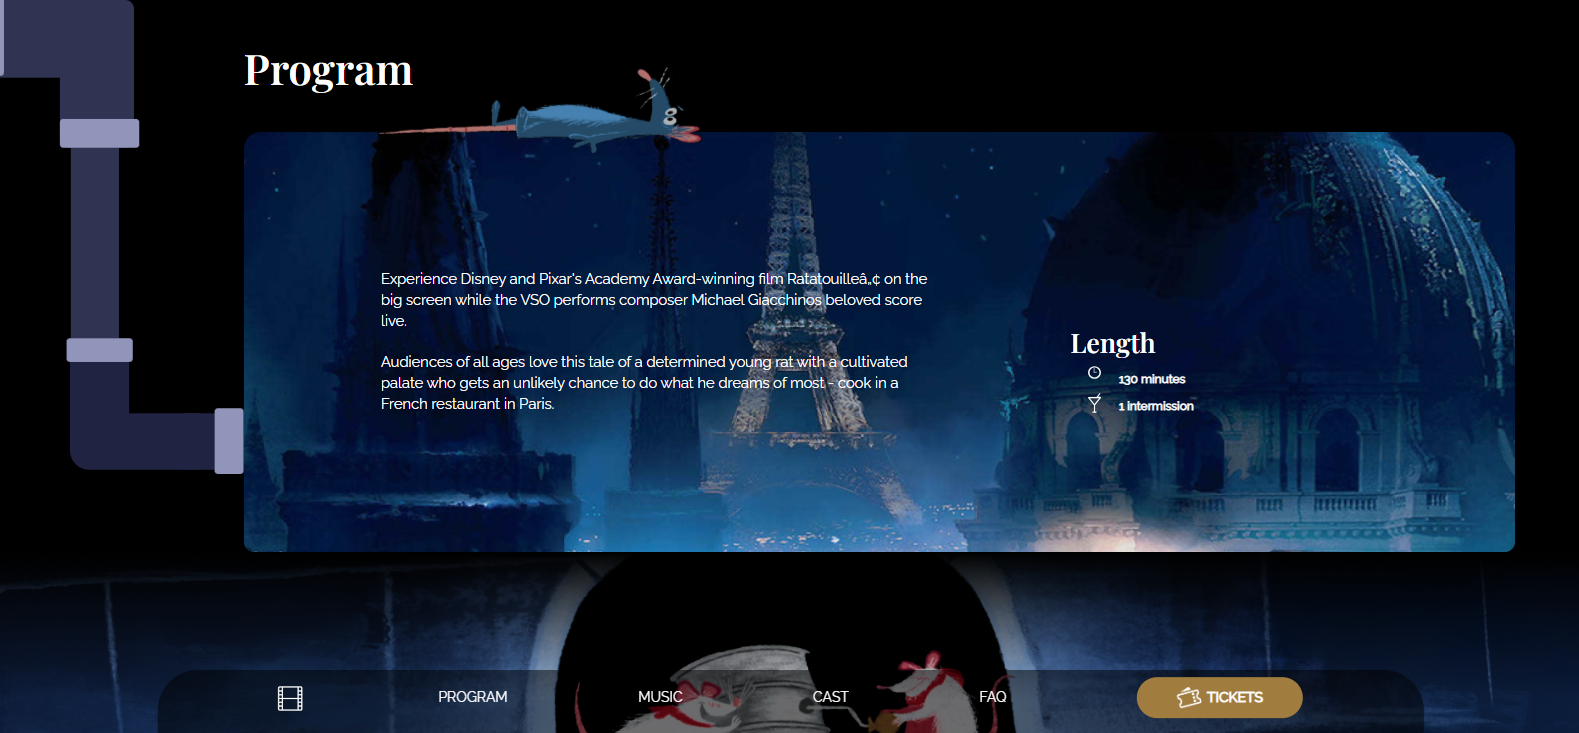 Program
Experience Disney and Pixar's Academy Award-winning film Ratatouilleâ„¢ on the
big screen while the VSO performs composer Michael Giacchinos beloved score
live.
Audiences of all ages love this tale of a determined young rat with a cultivated
palate who gets an unlikely chance to do what he dreams of most - cook in a
French restaurant in Paris.
Length
130 minutes
1 intermission
PROGRAM
MUSIC
CAST
FAQ
TICKETS